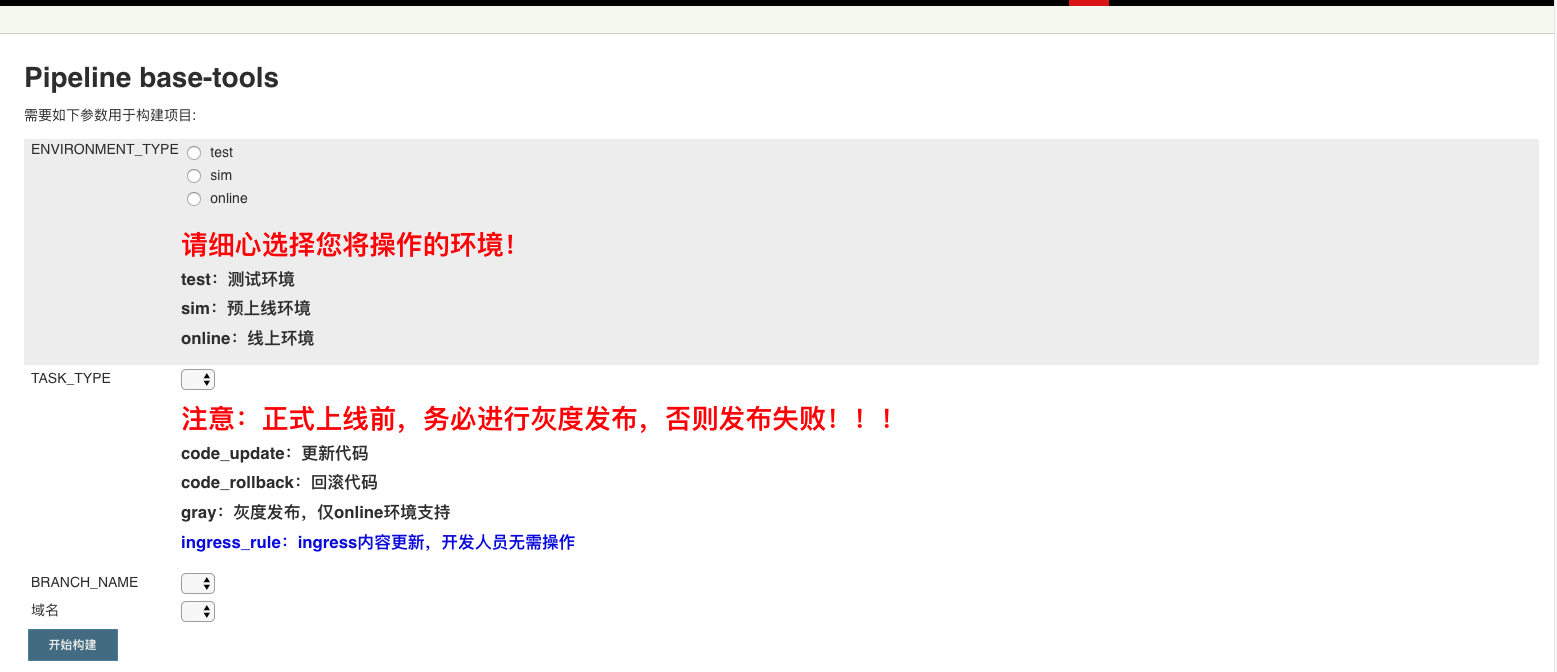 Pipeline base-tools
需要如下参数用于构建项目:
ENVIRONMENT_TYPE
test
sim
online
请细心选择您将操作的环境！
test：测试环境
sim：预上线环境
online：线上环境
TASK_TYPE
注意：正式上线前，务必进行灰度发布，否则发布失败！！！
code_update：更新代码
code_rollback：回滚代码
gray：灰度发布，仅online环境支持
ingress_rule：ingress内容更新，开发人员无需操作
BRANCH_NAME
域名
开始构建